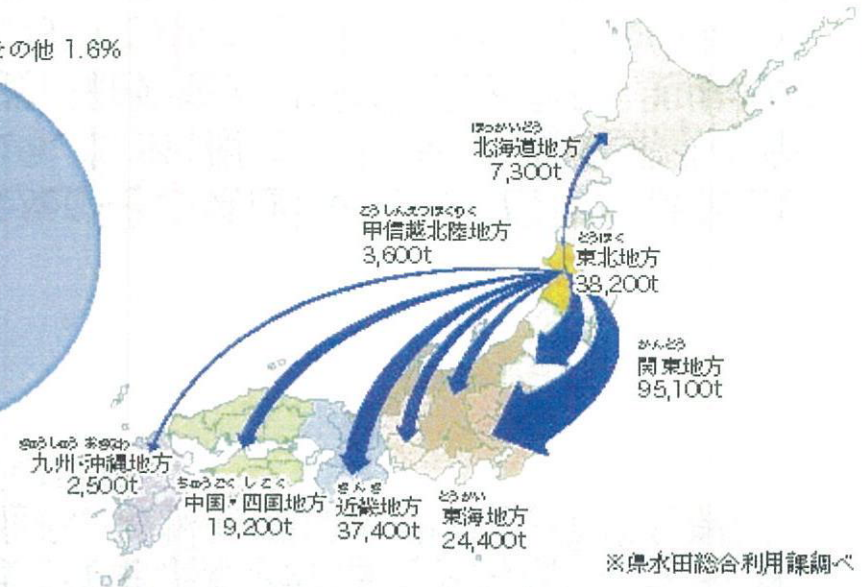 の他 1.6%
ほっかいどう
北海道地方
7,300t
こうしんえつほくりく
甲信越北陸地方
3,600t
とうほく
東北地方
38,200t
かんとう
関東地方
95,100t
きゅうしゅう おきなわ
九州・沖縄地方
2,500t
ちゅうごく しこく
中国・四国地方
19,200t
きんき
近畿地方
37,400t
とうかい
東海地方
24,400t
※県水田総合利用課調べ